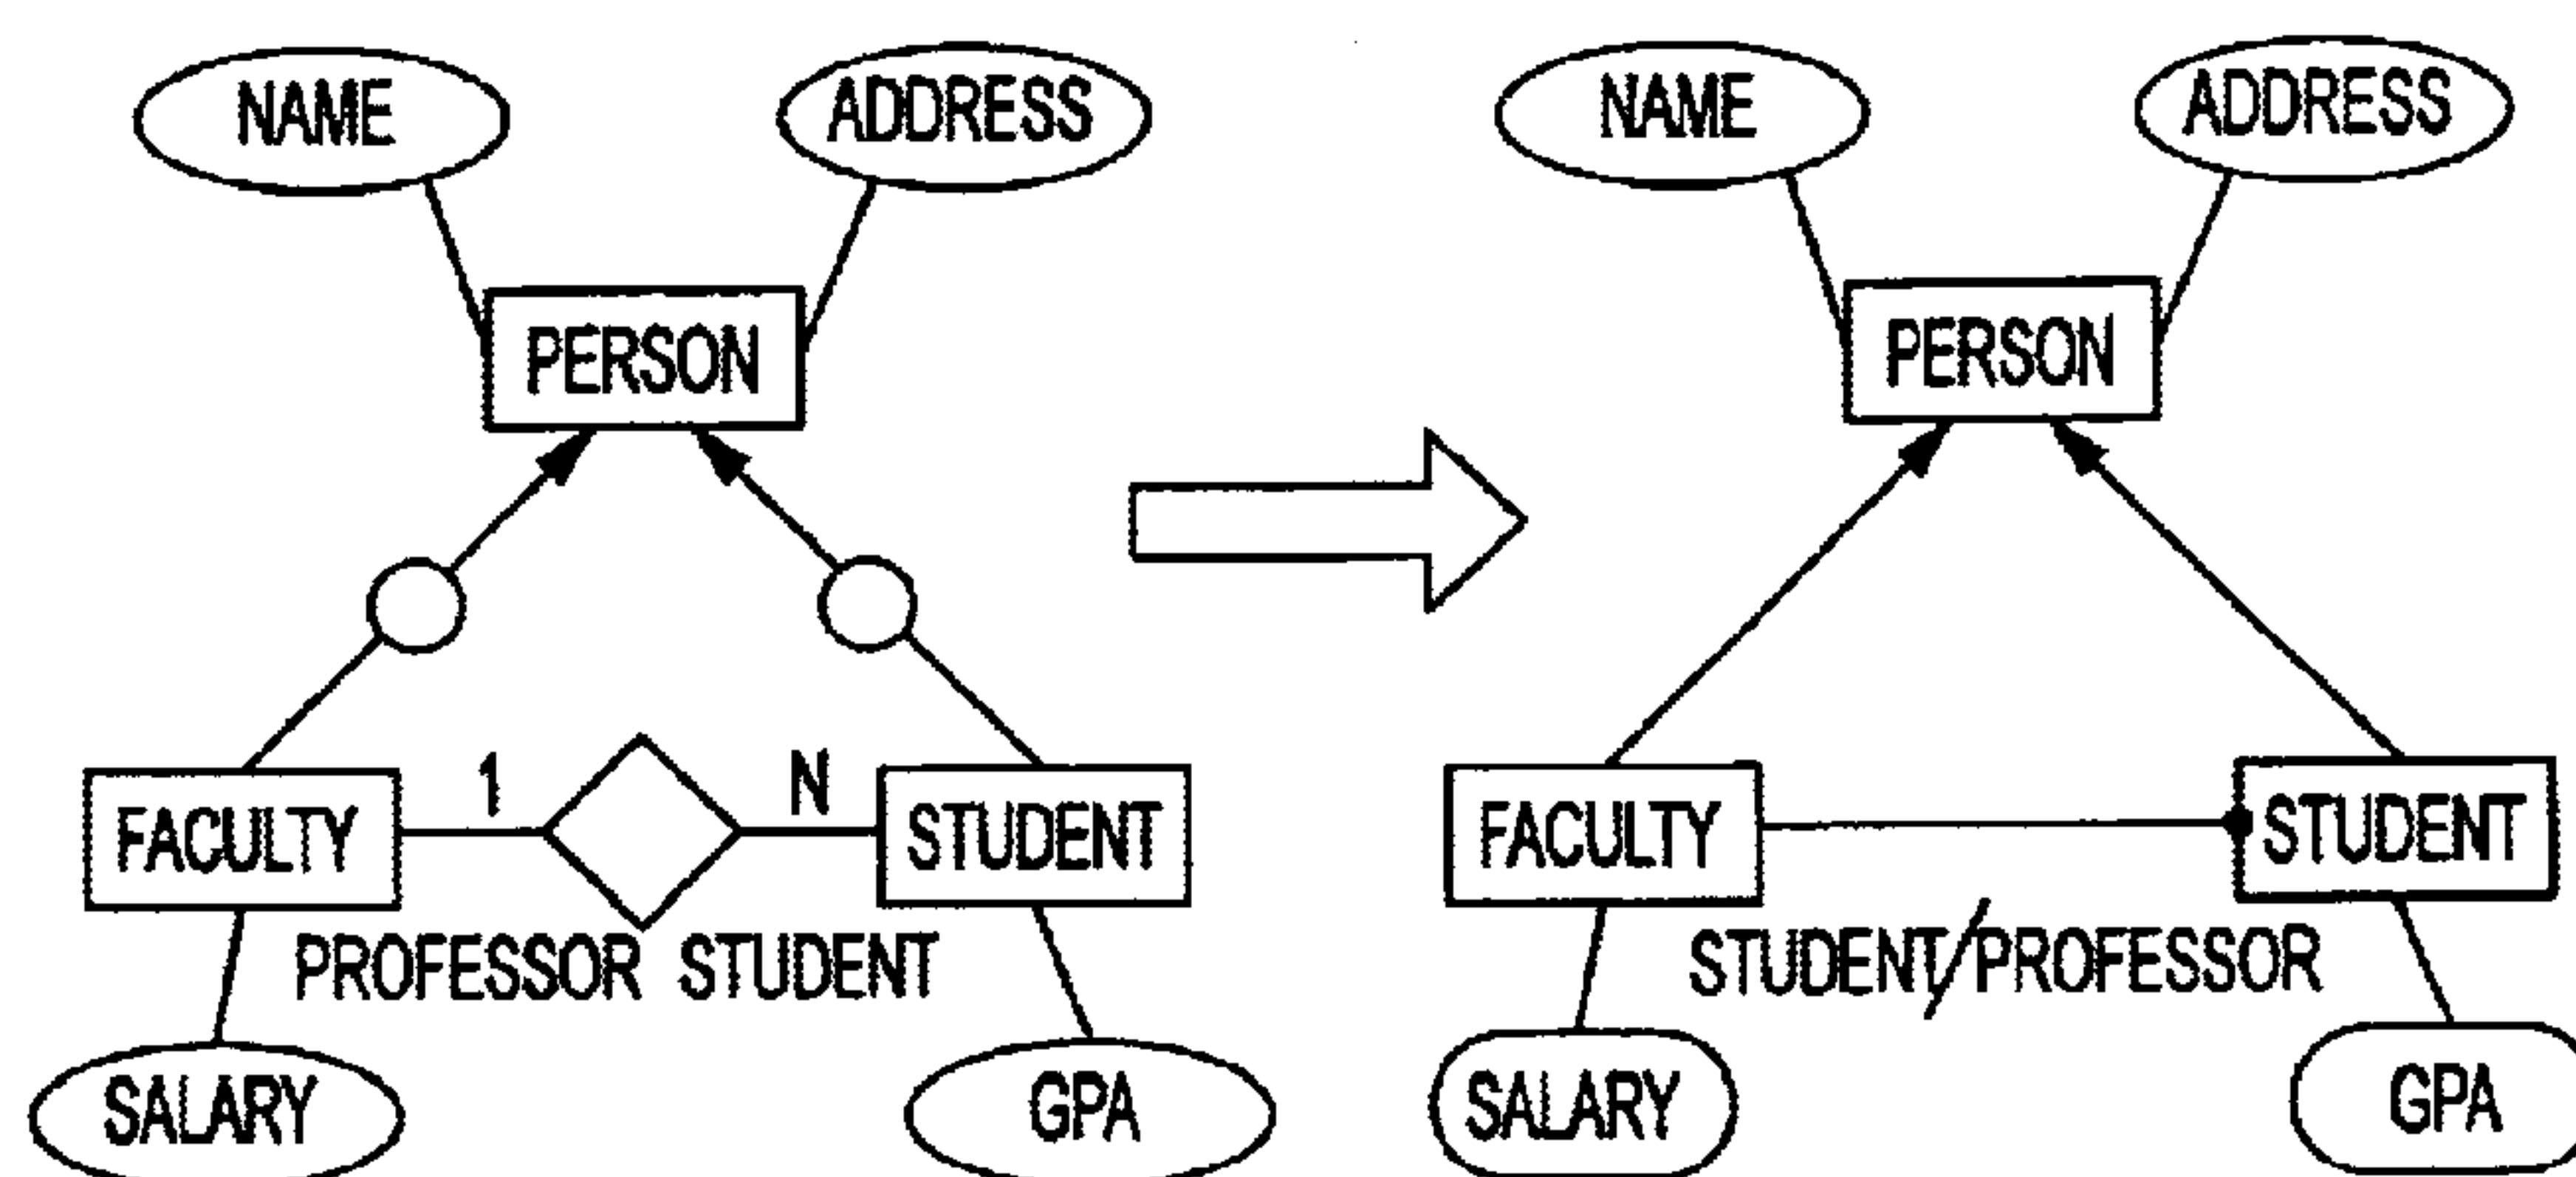 NAME
ADDRESS
PERSON
FACULTY
1
N
STUDENT
PROFESSOR STUDENT
SALARY
GPA
NAME
ADDRESS
PERSON
FACULTY
STUDENT
STUDENT/PROFESSOR
SALARY
GPA